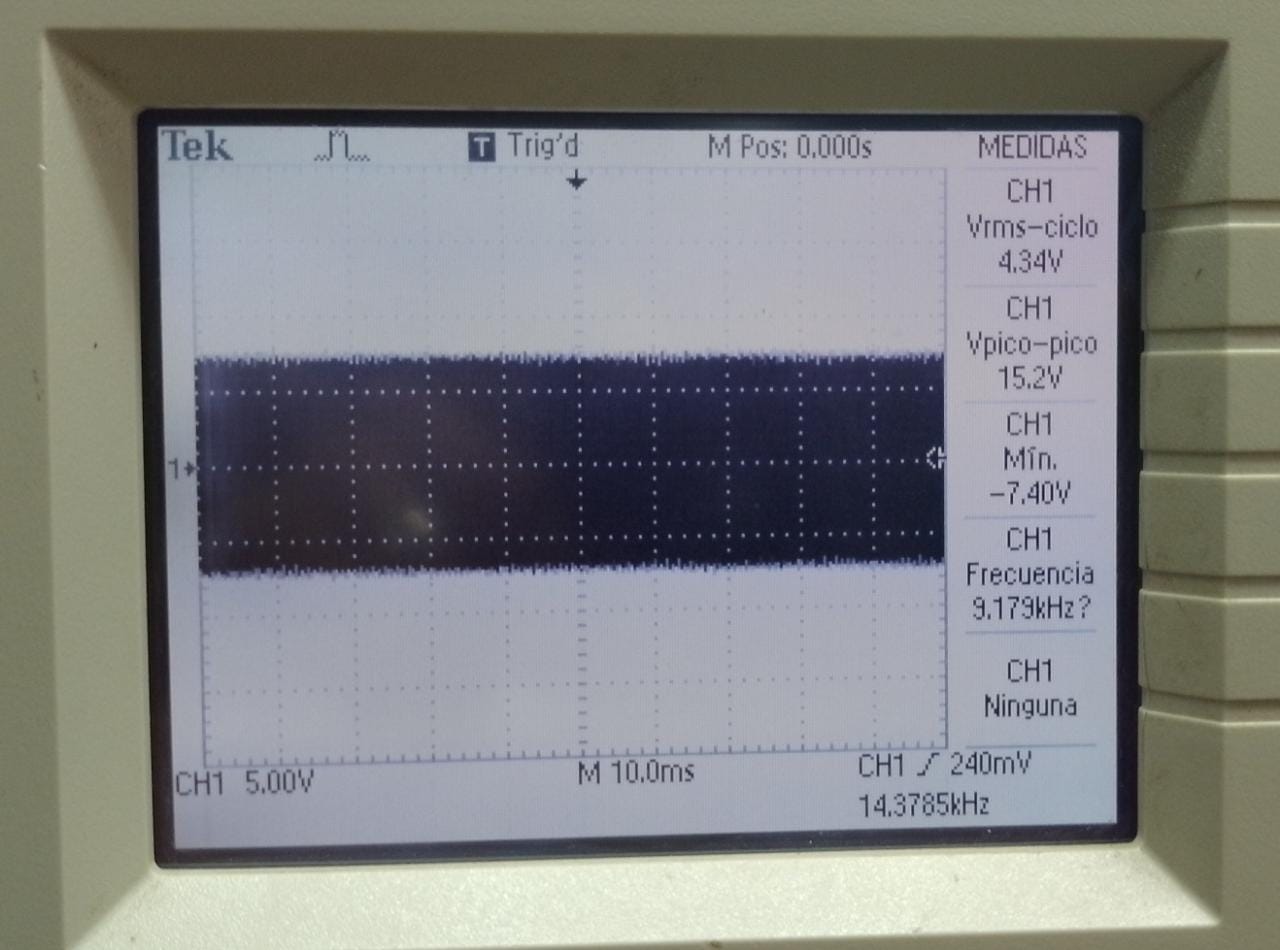 Tek
T Trig'd
M Pos: 0.000s
MEDIDAS
CH1
Vrms-ciclo
4.34V
CH1
Vpico-pico
15.2V
CH1
Mín.
-7.40V
CH1
Frecuencia
9.179kHz?
CH1
Ninguna
1
CH1 5.00V
M 10.0ms
CH1 240mV
14.3785kHz